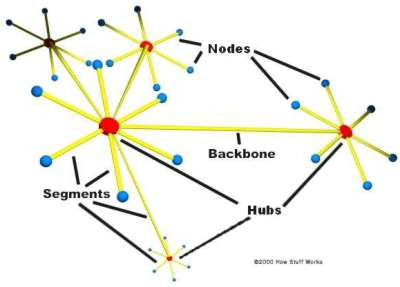 Nodes
Backbone
Segments
Hubs
©2000 How Stuff Works